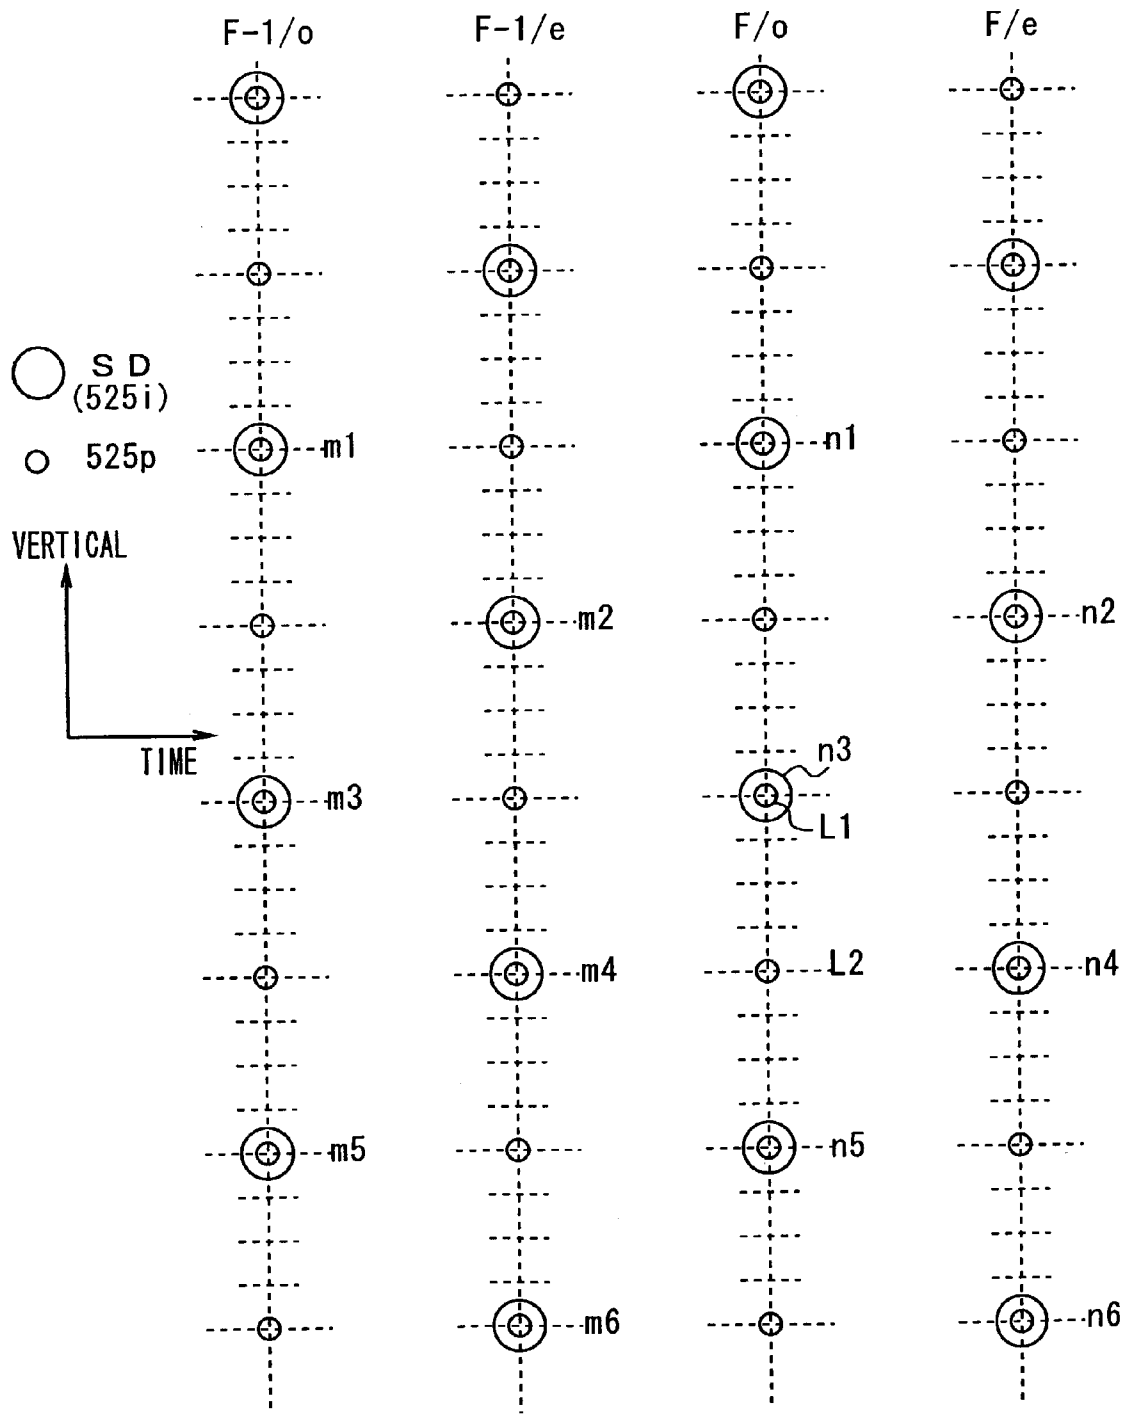 F-1/o F-1/e F/o F/e
S D
(525i)
525p
m1 n1
VERTICAL
m2 n2
TIME
n3
m3
L1
m4 L2 n4
m5 n5
m6 n6